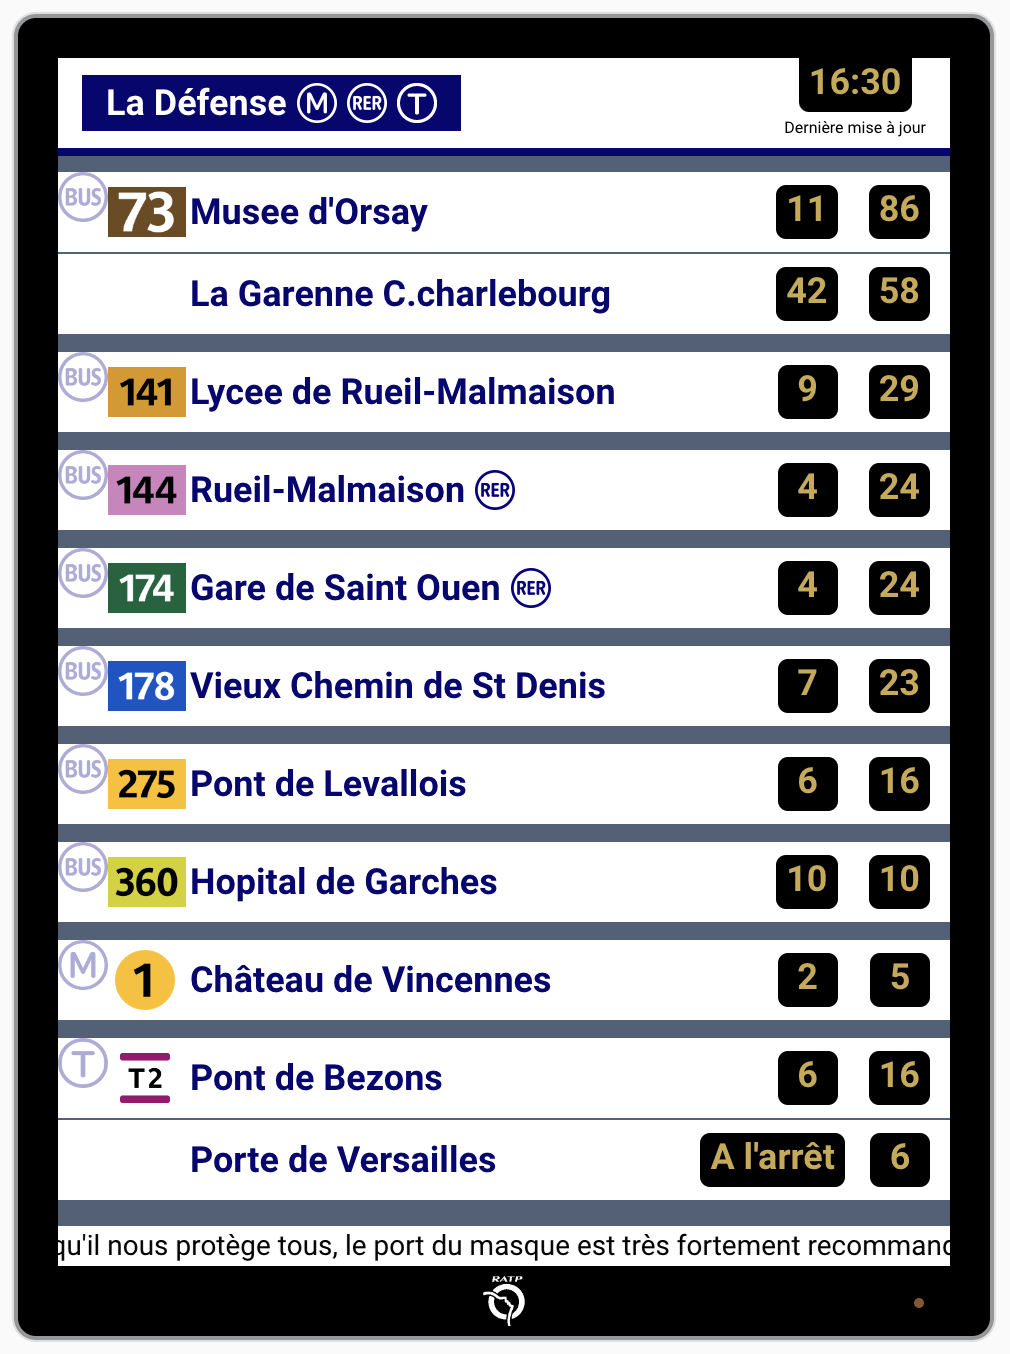 La Défense M RER T
16:30
Dernière mise à jour
BUS 73 Musee d'Orsay 11 86
La Garenne C.charlebourg 42 58
BUS 141 Lycee de Rueil-Malmaison 9 29
BUS 144 Rueil-Malmaison RER 4 24
BUS 174 Gare de Saint Ouen RER 4 24
BUS 178 Vieux Chemin de St Denis 7 23
BUS 275 Pont de Levallois 6 16
BUS 360 Hopital de Garches 10 10
M 1 Château de Vincennes 2 5
T T2 Pont de Bezons 6 16
Porte de Versailles A l'arrêt 6
qu'il nous protège tous, le port du masque est très fortement recommand
RATP